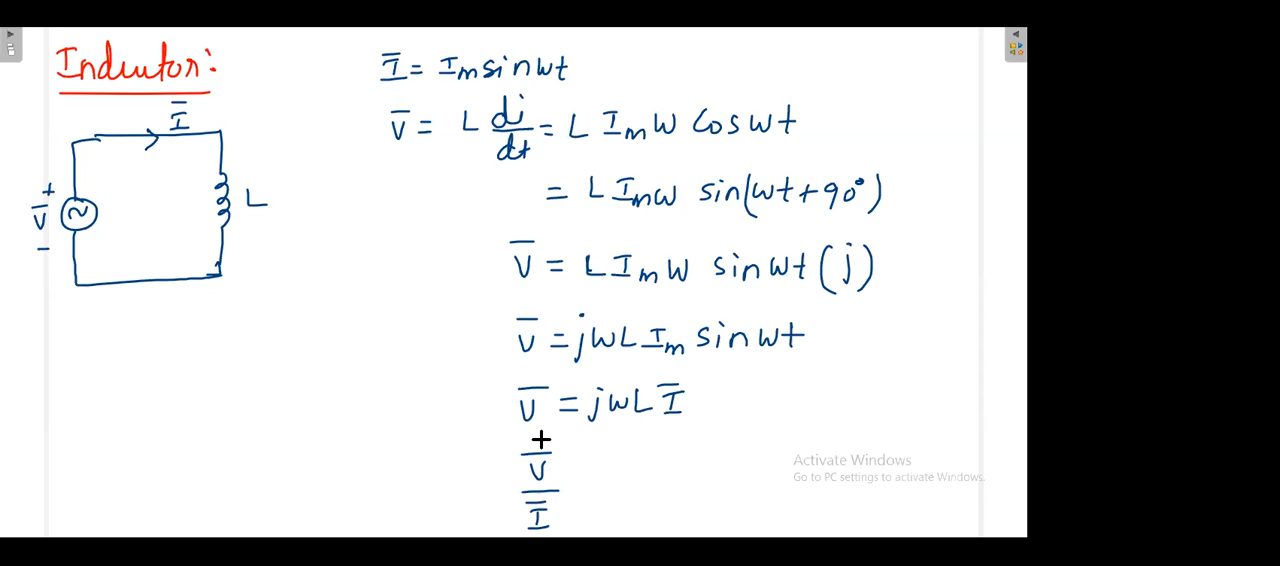 Inductor:
Ī = Im sin wt
V̄ = L di/dt = L Im w cos wt
= L Im w sin(wt + 90°)
V̄ = L Im w sin wt (j)
V̄ = jwL Im sin wt
V̄ = jwL Ī
V̄/Ī
Ī
+
V̄
-
L
Activate Windows
Go to PC settings to activate Windows.